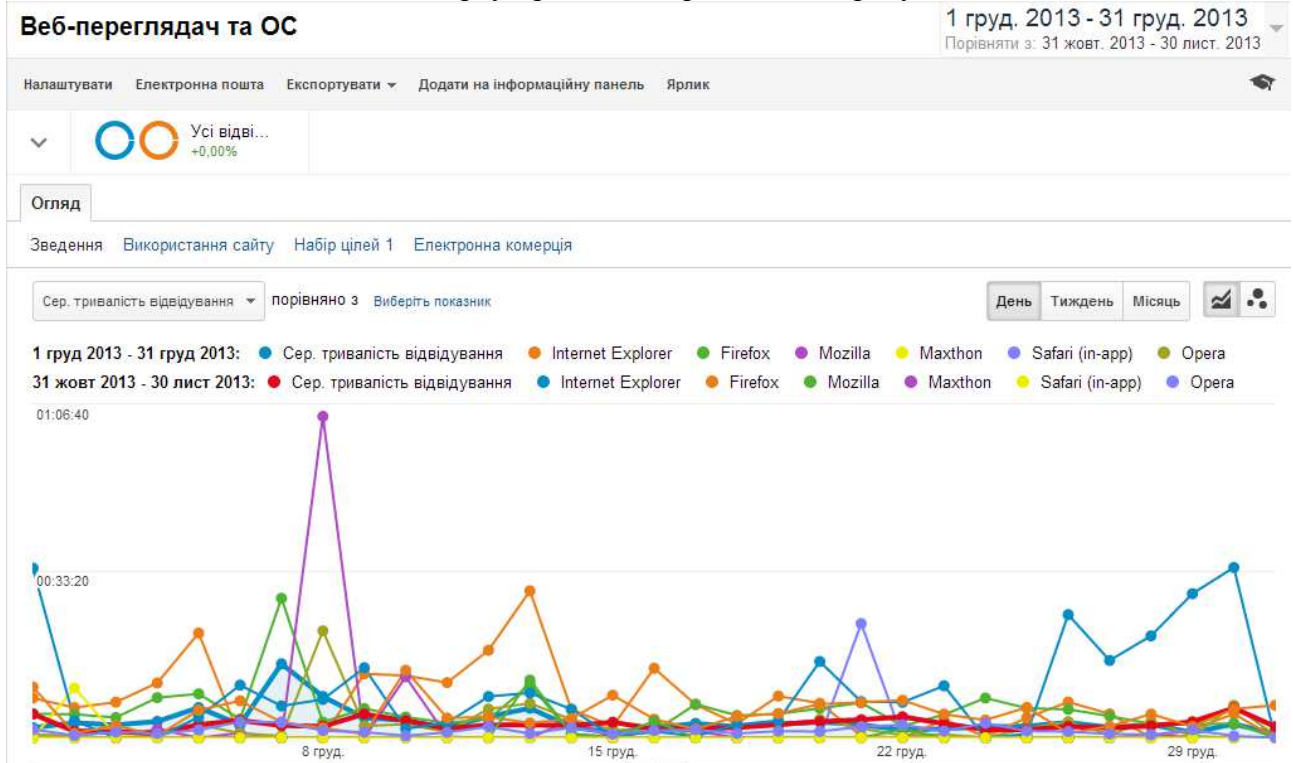 Веб-переглядач та ОС
1 груд. 2013 - 31 груд. 2013
Порівняти з: 31 жовт. 2013 - 30 лист. 2013
Налаштувати Електронна пошта Експортувати Додати на інформаційну панель Ярлик
Усі відві...
+0,00%
Огляд
Зведення Використання сайту Набір цілей 1 Електронна комерція
Сер. тривалість відвідування порівняно з Виберіть показник День Тиждень Місяць
1 груд 2013 - 31 груд 2013: Сер. тривалість відвідування Internet Explorer Firefox Mozilla Maxthon Safari (in-app) Opera
31 жовт 2013 - 30 лист 2013: Сер. тривалість відвідування Internet Explorer Firefox Mozilla Maxthon Safari (in-app) Opera
01:06:40
00:33:20
8 груд. 15 груд. 22 груд. 29 груд.